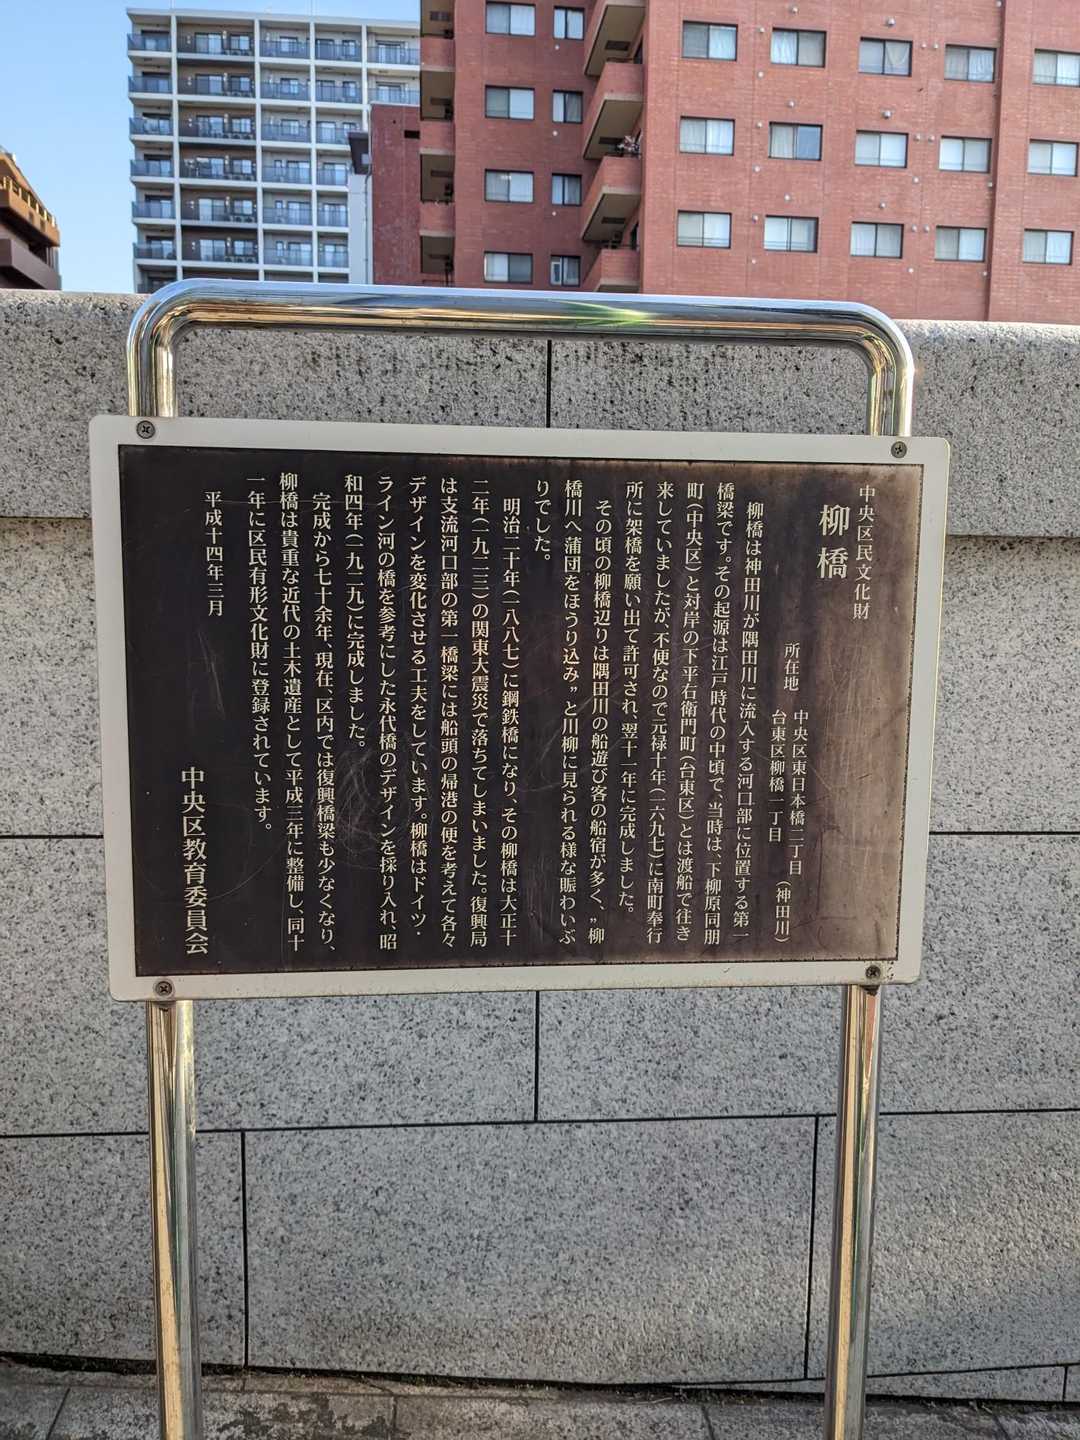 中央区民文化財
柳橋
所在地 中央区東日本橋二丁目 (神田川)
台東区柳橋一丁目
柳橋は神田川が隅田川に流入する河口部に位置する第一
橋梁です。その起源は江戸時代の中頃で、当時は、下柳原同朋
町(中央区)と対岸の下平右衛門町(台東区)とは渡船で往き
来していましたが、不便なので元禄十年(一六九七)に南町奉行
所に架橋を願い出て許可され、翌十一年に完成しました。
その頃の柳橋辺りは隅田川の船遊び客の船宿が多く、”柳
橋川へ蒲団をほうり込み”と川柳に見られる様な賑わいぶ
りでした。
明治二十年(一八八七)に鋼鉄橋になり、その柳橋は大正十
二年(一九二三)の関東大震災で落ちてしまいました。復興局
は支流河口部の第一橋梁には船頭の帰港の便を考えて各々
デザインを変化させる工夫をしています。柳橋はドイツ・
ライン河の橋を参考にした永代橋のデザインを採り入れ、昭
和四年(一九二九)に完成しました。
完成から七十余年、現在、区内では復興橋梁も少なくなり、
柳橋は貴重な近代の土木遺産として平成三年に整備し、同十
一年に区民有形文化財に登録されています。
平成十四年三月
中央区教育委員会